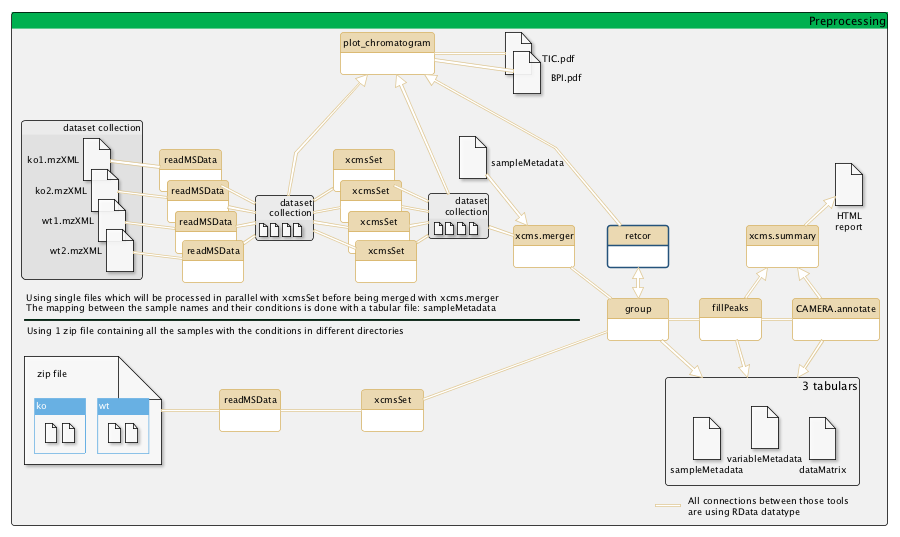 Preprocessing
plot_chromatogram
TIC.pdf
BPI.pdf
dataset collection
ko1.mzXML
ko2.mzXML
wt1.mzXML
wt2.mzXML
readMSData
readMSData
readMSData
readMSData
dataset
collection
xcmsSet
xcmsSet
xcmsSet
xcmsSet
dataset
collection
sampleMetadata
xcms.merger
retcor
xcms.summary
HTML
report
group
fillPeaks
CAMERA.annotate
Using single files which will be processed in parallel with xcmsSet before being merged with xcms.merger
The mapping between the sample names and their conditions is done with a tabular file: sampleMetadata
Using 1 zip file containing all the samples with the conditions in different directories
zip file
ko
wt
readMSData
xcmsSet
3 tabulars
sampleMetadata
variableMetadata
dataMatrix
All connections between those tools
are using RData datatype